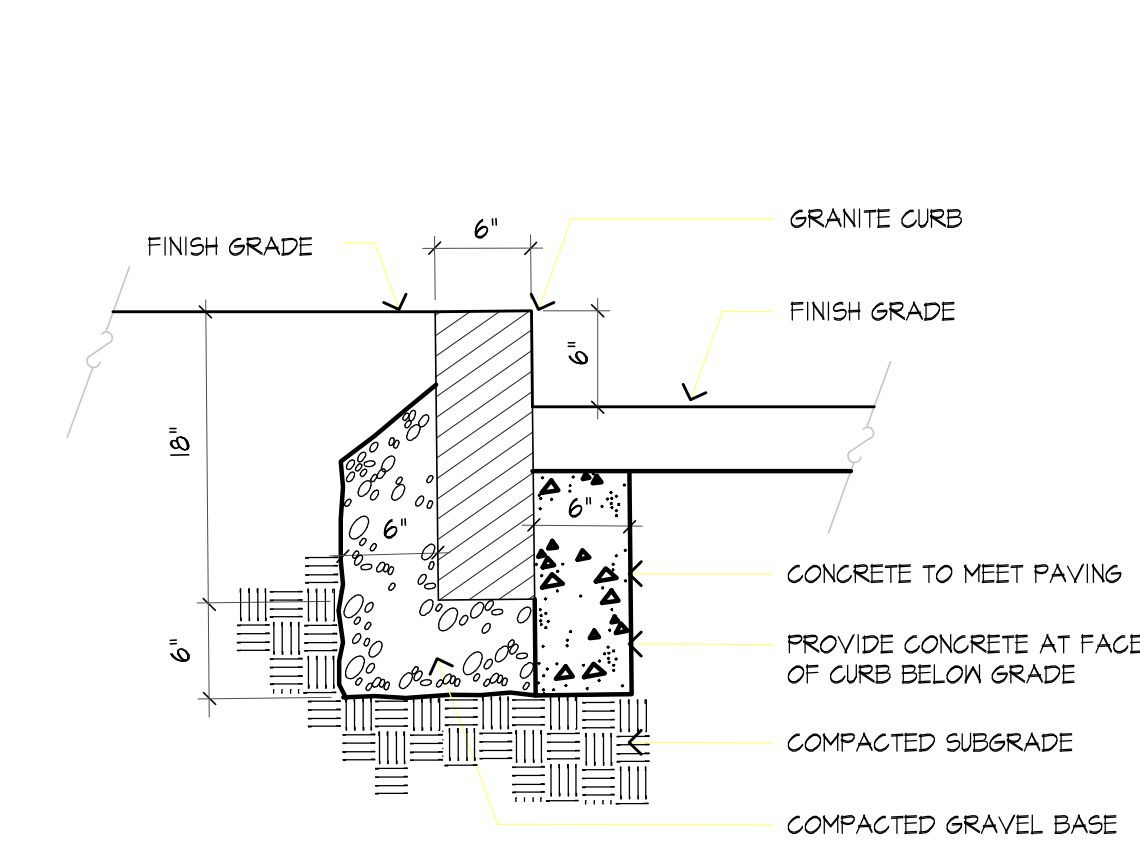 6"
GRANITE CURB
FINISH GRADE
FINISH GRADE
6"
18"
6"
6"
CONCRETE TO MEET PAVING
6"
PROVIDE CONCRETE AT FACE
OF CURB BELOW GRADE
COMPACTED SUBGRADE
COMPACTED GRAVEL BASE